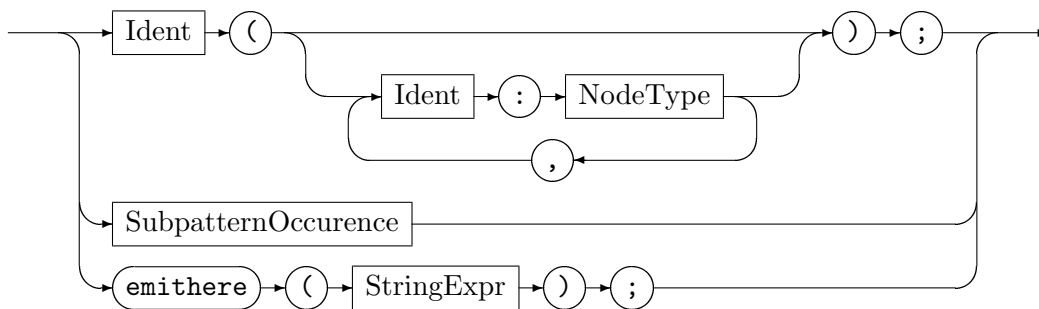 Ident ( ) ;
Ident : NodeType
,
SubpatternOccurence
emithere ( StringExpr ) ;